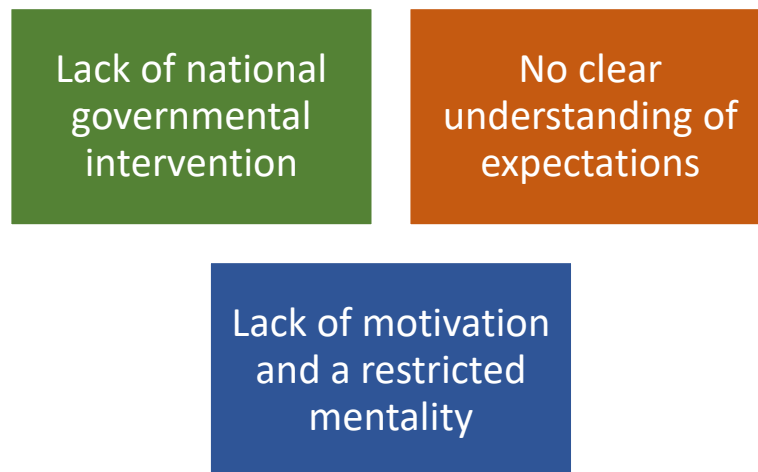 Lack of national
governmental
intervention
No clear
understanding of
expectations
Lack of motivation
and a restricted
mentality